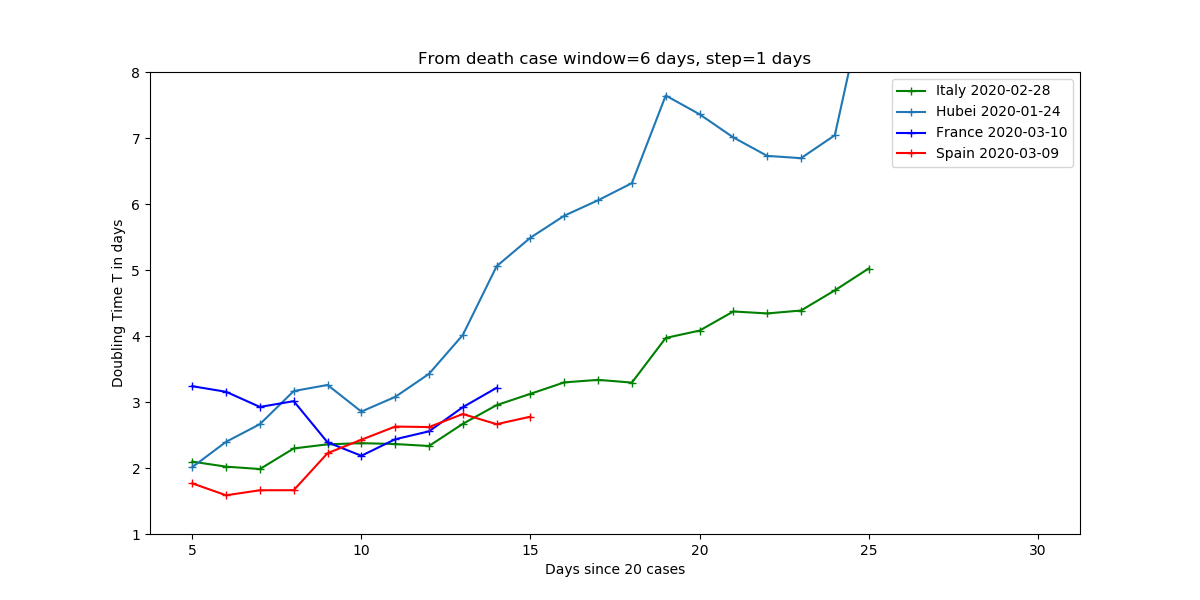 From death case window=6 days, step=1 days
Italy 2020-02-28
Hubei 2020-01-24
France 2020-03-10
Spain 2020-03-09
Doubling Time T in days
8
7
6
5
4
3
2
1
5 10 15 20 25 30
Days since 20 cases